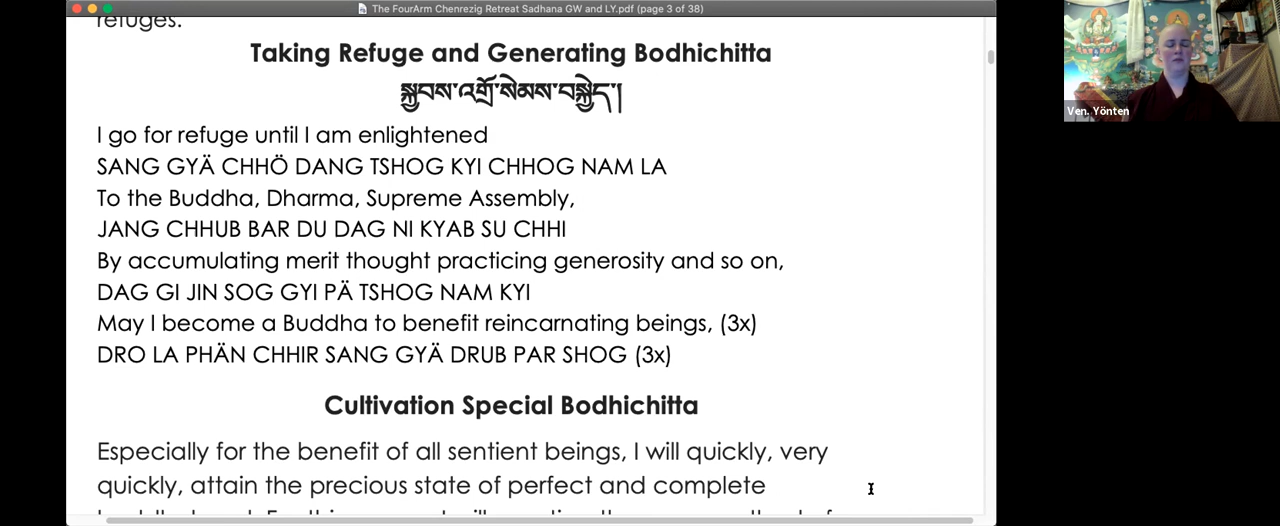 The FourArm Chenrezig Retreat Sadhana GW and LY.pdf (page 3 of 38)
refuges.
Taking Refuge and Generating Bodhichitta
སྐྱབས་འགྲོ་སེམས་བསྐྱེད་།
I go for refuge until I am enlightened
SANG GYÄ CHHÖ DANG TSHOG KYI CHHOG NAM LA
To the Buddha, Dharma, Supreme Assembly,
JANG CHHUB BAR DU DAG NI KYAB SU CHHI
By accumulating merit thought practicing generosity and so on,
DAG GI JIN SOG GYI PÄ TSHOG NAM KYI
May I become a Buddha to benefit reincarnating beings, (3x)
DRO LA PHÄN CHHIR SANG GYÄ DRUB PAR SHOG (3x)
Cultivation Special Bodhichitta
Especially for the benefit of all sentient beings, I will quickly, very
quickly, attain the precious state of perfect and complete
Ven. Yönten